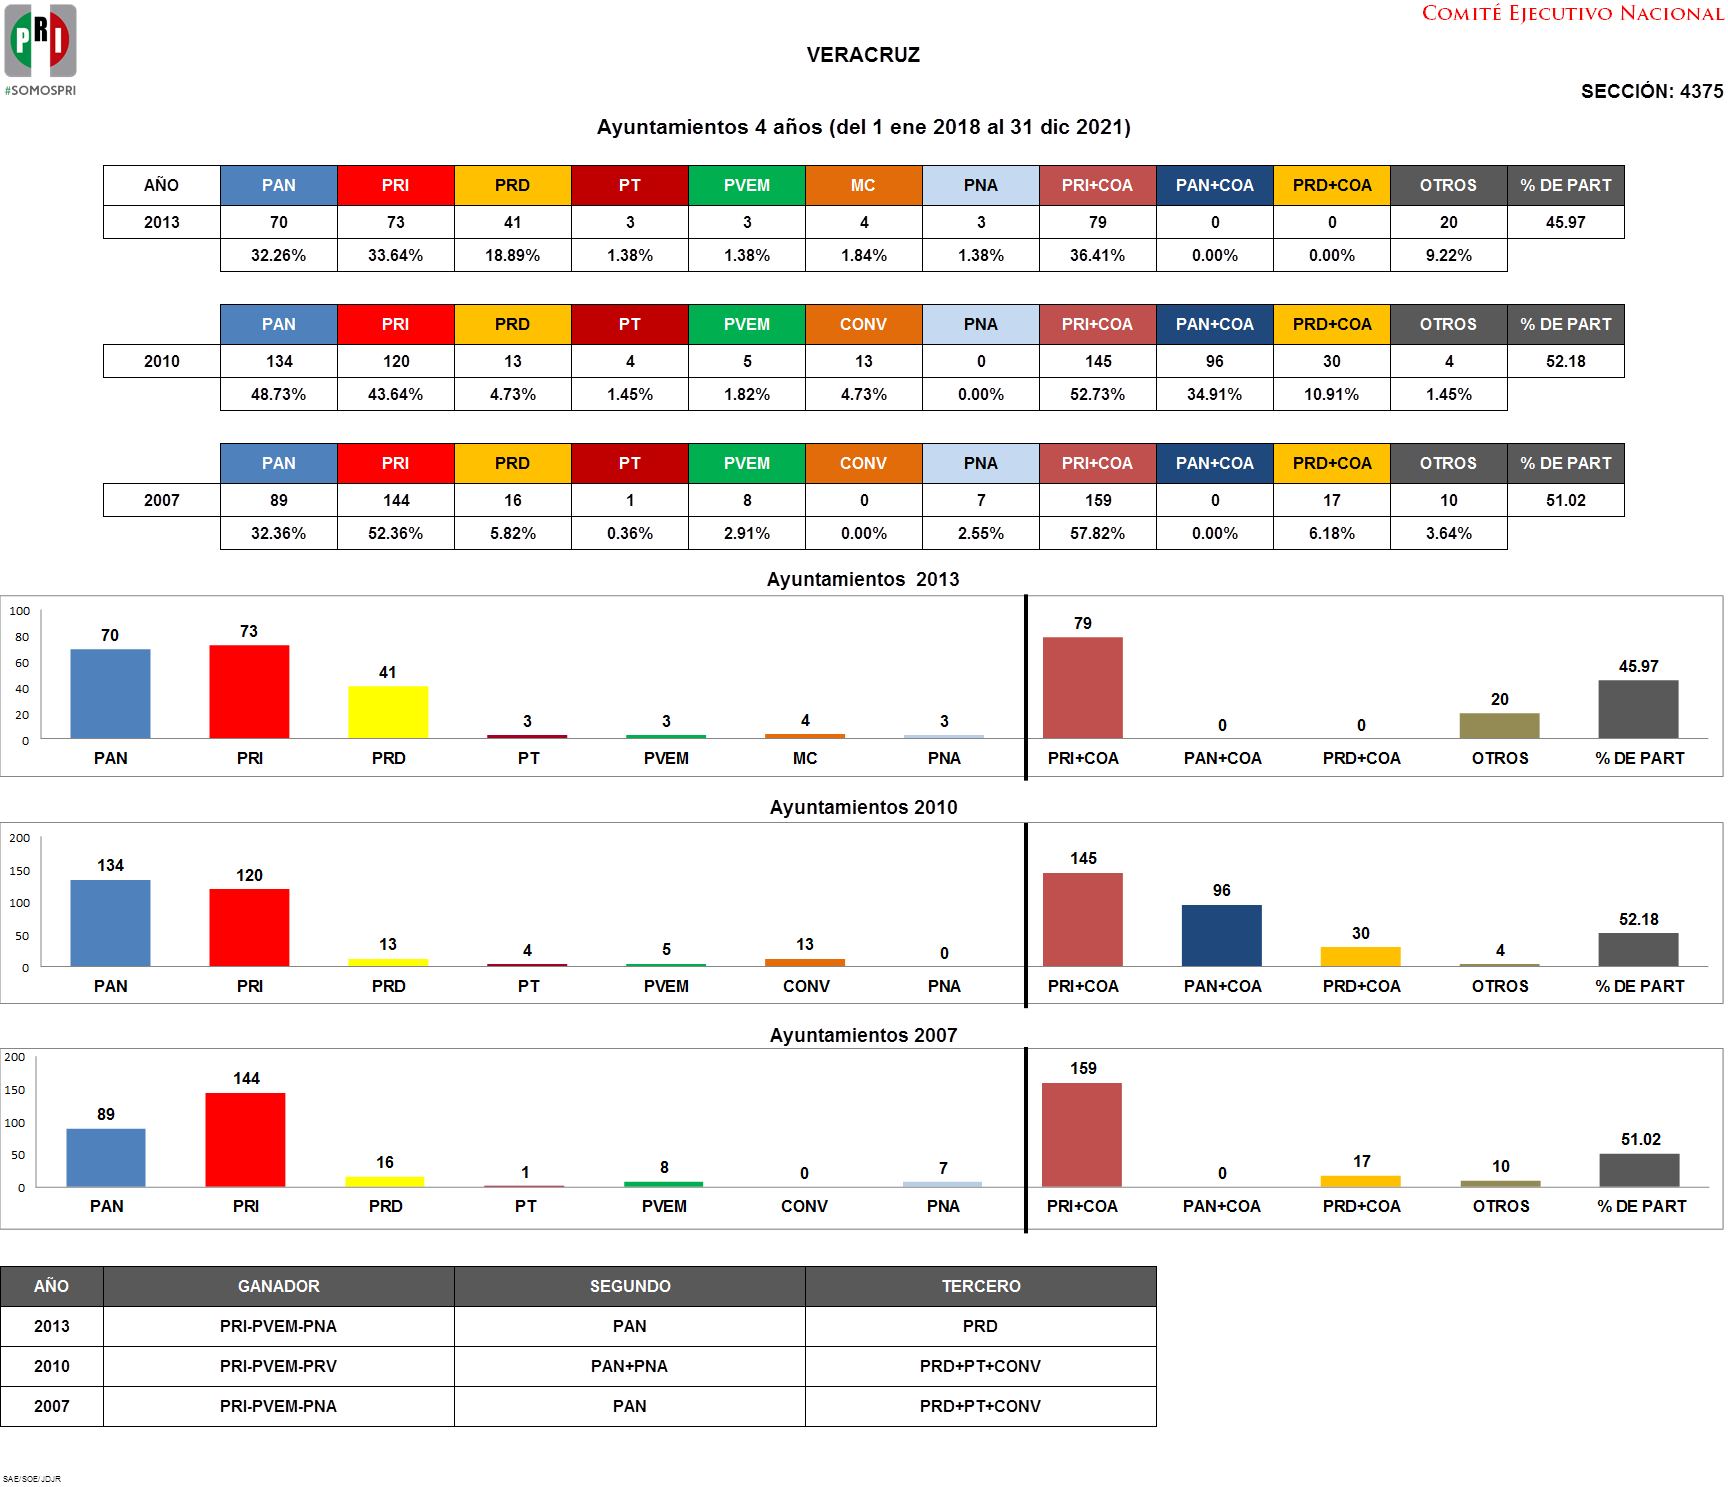 COMITÉ EJECUTIVO NACIONAL
PRI
#SOMOSPRI
VERACRUZ
SECCIÓN: 4375
Ayuntamientos 4 años (del 1 ene 2018 al 31 dic 2021)
AÑO PAN PRI PRD PT PVEM MC PNA PRI+COA PAN+COA PRD+COA OTROS % DE PART
2013 70 73 41 3 3 4 3 79 0 0 20 45.97
32.26% 33.64% 18.89% 1.38% 1.38% 1.84% 1.38% 36.41% 0.00% 0.00% 9.22%
PAN PRI PRD PT PVEM CONV PNA PRI+COA PAN+COA PRD+COA OTROS % DE PART
2010 134 120 13 4 5 13 0 145 96 30 4 52.18
48.73% 43.64% 4.73% 1.45% 1.82% 4.73% 0.00% 52.73% 34.91% 10.91% 1.45%
PAN PRI PRD PT PVEM CONV PNA PRI+COA PAN+COA PRD+COA OTROS % DE PART
2007 89 144 16 1 8 0 7 159 0 17 10 51.02
32.36% 52.36% 5.82% 0.36% 2.91% 0.00% 2.55% 57.82% 0.00% 6.18% 3.64%
Ayuntamientos 2013
100
80
60
40
20
0
70 73 41 3 3 4 3 79 0 0 20 45.97
PAN PRI PRD PT PVEM MC PNA PRI+COA PAN+COA PRD+COA OTROS % DE PART
Ayuntamientos 2010
200
150
100
50
0
134 120 13 4 5 13 0 145 96 30 4 52.18
PAN PRI PRD PT PVEM CONV PNA PRI+COA PAN+COA PRD+COA OTROS % DE PART
Ayuntamientos 2007
200
150
100
50
0
89 144 16 1 8 0 7 159 0 17 10 51.02
PAN PRI PRD PT PVEM CONV PNA PRI+COA PAN+COA PRD+COA OTROS % DE PART
AÑO GANADOR SEGUNDO TERCERO
2013 PRI-PVEM-PNA PAN PRD
2010 PRI-PVEM-PRV PAN+PNA PRD+PT+CONV
2007 PRI-PVEM-PNA PAN PRD+PT+CONV
SAE/SOE/JDJR